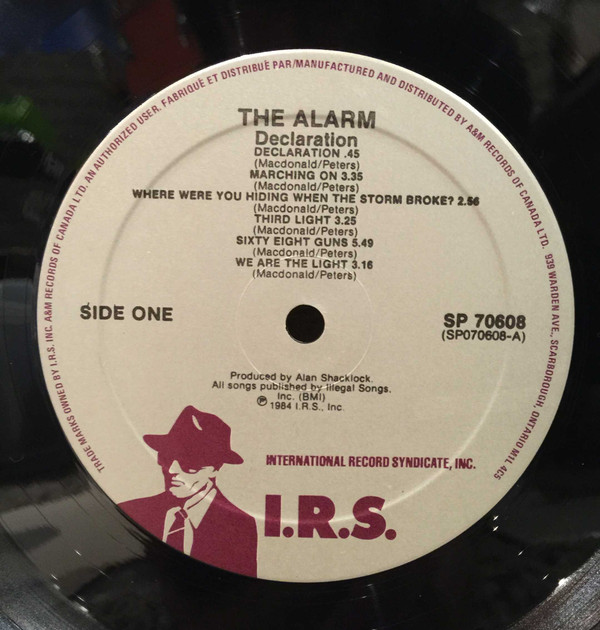 THE ALARM
Declaration
DECLARATION .45
(Macdonald/Peters)
MARCHING ON 3.35
(Macdonald/Peters)
WHERE WERE YOU HIDING WHEN THE STORM BROKE? 2.56
(Macdonald/Peters)
THIRD LIGHT 3.25
(Macdonald/Peters)
SIXTY EIGHT GUNS 5.49
(Macdonald/Peters)
WE ARE THE LIGHT 3.16
(Macdonald/Peters)
SIDE ONE
SP 70608
(SP070608-A)
Produced by Alan Shacklock.
All songs published by Illegal Songs.
Inc. (BMI)
℗ 1984 I.R.S., Inc.
INTERNATIONAL RECORD SYNDICATE, INC.
I.R.S.
TRADE MARKS OWNED BY I.R.S. INC. A&M RECORDS OF CANADA LTD. AN AUTHORIZED USER. FABRIQUÉ ET DISTRIBUÉ PAR/MANUFACTURED AND DISTRIBUTED BY A&M RECORDS OF CANADA LTD. 939 WARDEN AVE., SCARBOROUGH, ONTARIO M1L 4C5